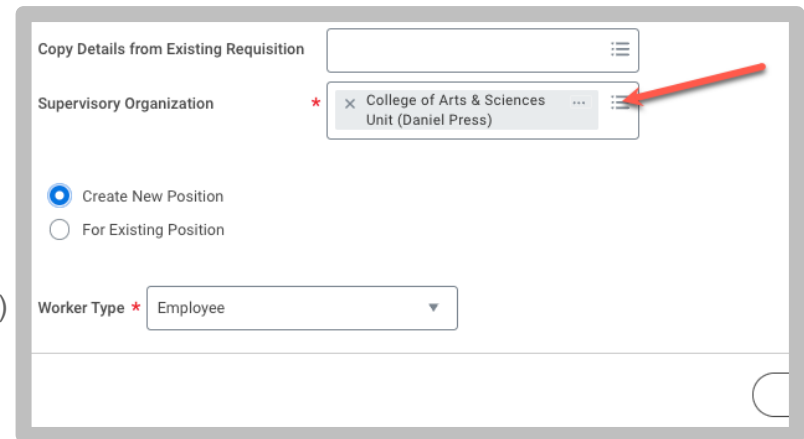 Copy Details from Existing Requisition
Supervisory Organization * × College of Arts & Sciences ...
Unit (Daniel Press)
Create New Position
For Existing Position
) Worker Type * Employee